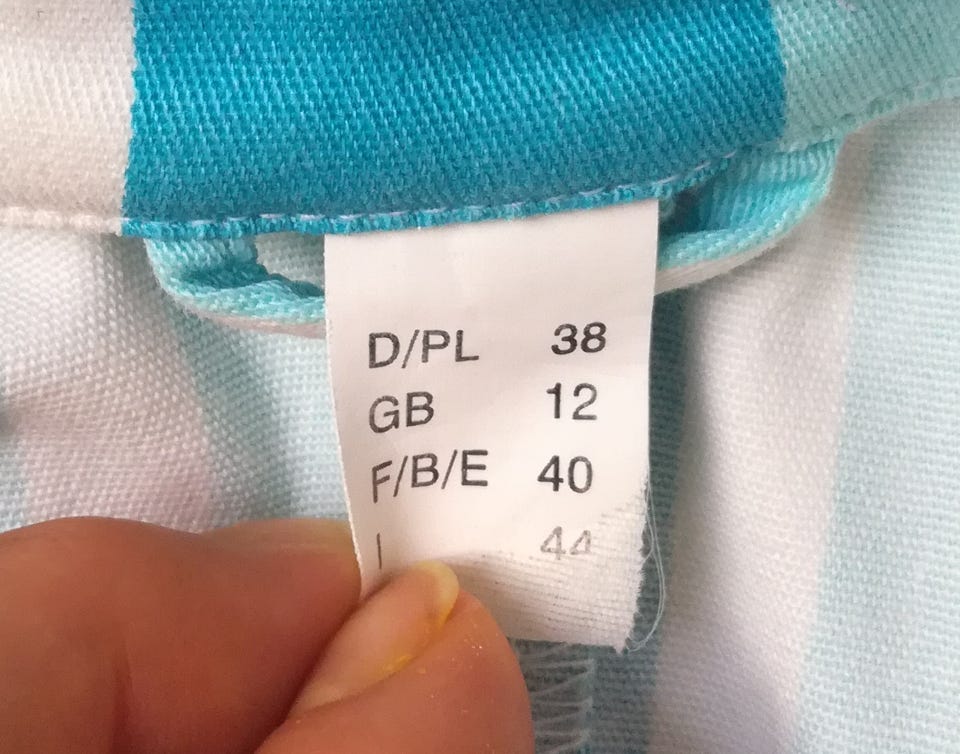 D/PL 38
GB 12
F/B/E 40
I 44